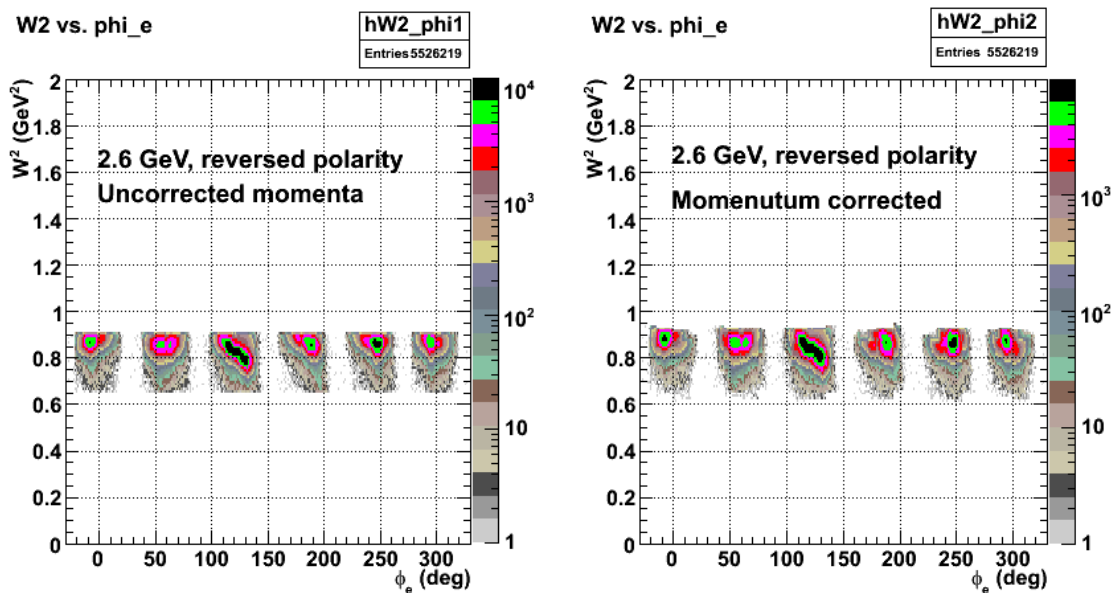 W2 vs. phi_e
hW2_phi1
Entries 5526219
W² (GeV²)
2
1.8
1.6
1.4
1.2
1
0.8
0.6
0.4
0.2
0
2.6 GeV, reversed polarity
Uncorrected momenta
0 50 100 150 200 250 300
ϕ_e (deg)
10⁴
10³
10²
10
1
W2 vs. phi_e
hW2_phi2
Entries 5526219
W² (GeV²)
2
1.8
1.6
1.4
1.2
1
0.8
0.6
0.4
0.2
0
2.6 GeV, reversed polarity
Momenutum corrected
0 50 100 150 200 250 300
ϕ_e (deg)
10³
10²
10
1